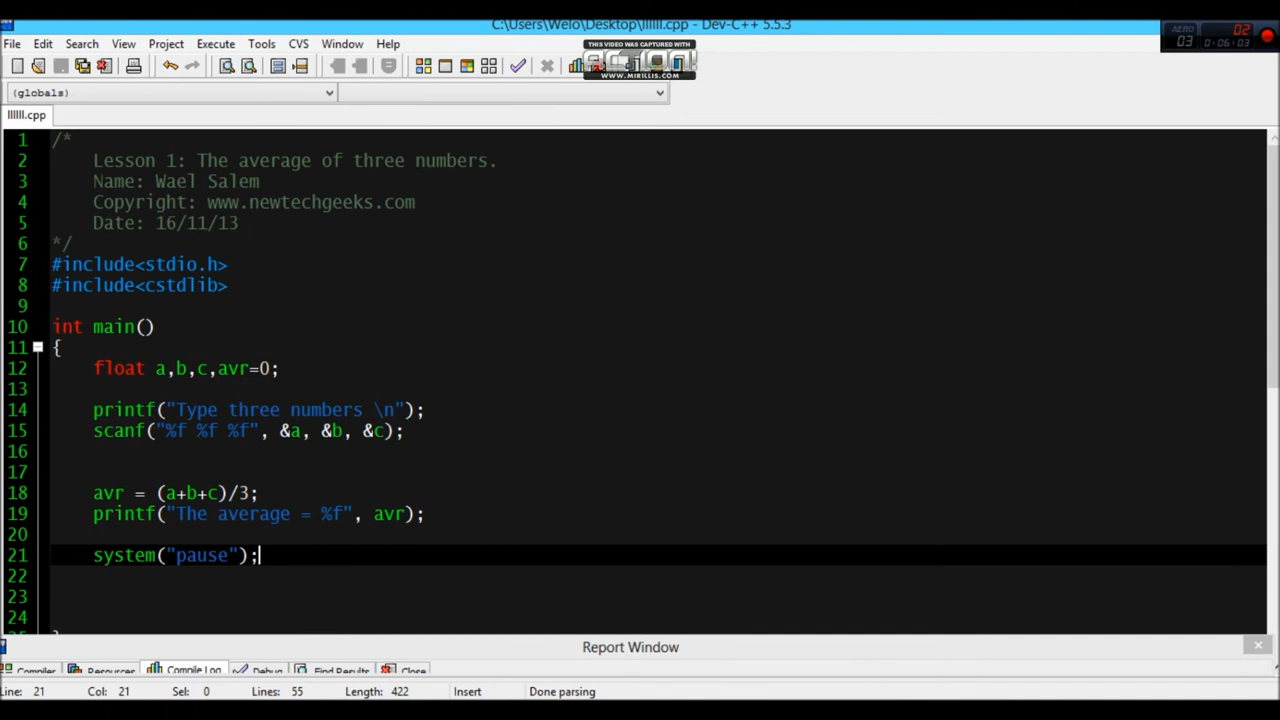 C:\Users\Welo\Desktop\llllll.cpp - Dev-C++ 5.5.3
AERO 03 02 0:06:03
File Edit Search View Project Execute Tools CVS Window Help
THIS VIDEO WAS CAPTURED WITH
WWW.MIRILLIS.COM
(globals)
llllll.cpp
1 /*
2 Lesson 1: The average of three numbers.
3 Name: Wael Salem
4 Copyright: www.newtechgeeks.com
5 Date: 16/11/13
6 */
7 #include<stdio.h>
8 #include<cstdlib>
9
10 int main()
11 {
12 float a,b,c,avr=0;
13
14 printf("Type three numbers \n");
15 scanf("%f %f %f", &a, &b, &c);
16
17
18 avr = (a+b+c)/3;
19 printf("The average = %f", avr);
20
21 system("pause");
22
23
24
Report Window
Compiler Resources Compile Log Debug Find Results Close
Line: 21 Col: 21 Sel: 0 Lines: 55 Length: 422 Insert Done parsing